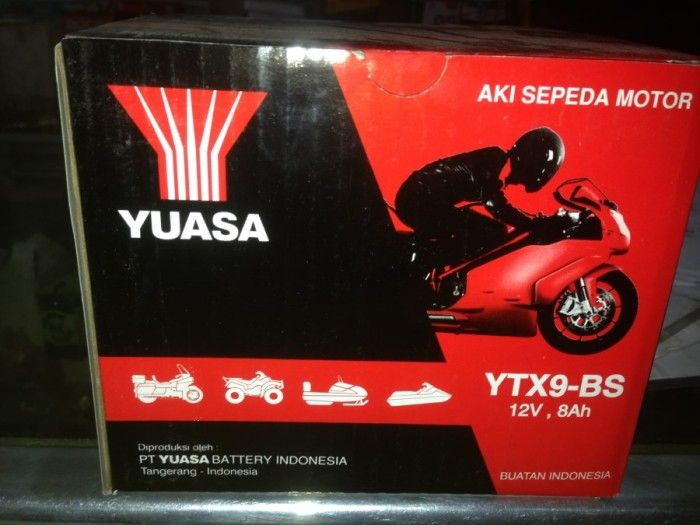 YUASA
AKI SEPEDA MOTOR
YTX9-BS
12V , 8Ah
Diproduksi oleh :
PT YUASA BATTERY INDONESIA
Tangerang - Indonesia
BUATAN INDONESIA